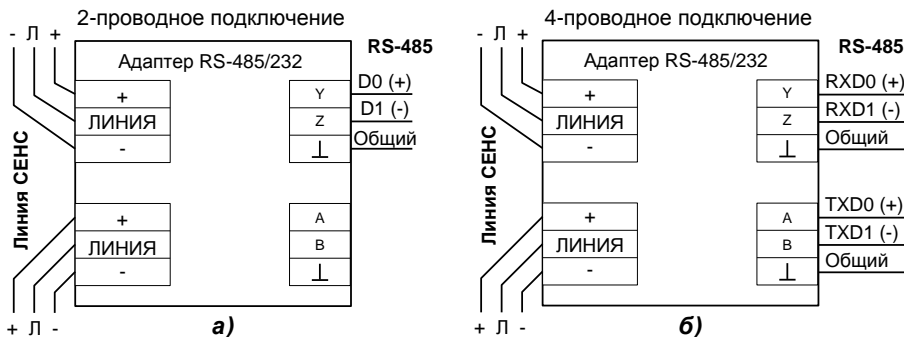 2-проводное подключение
- Л +
RS-485
Адаптер RS-485/232
+
ЛИНИЯ
-
Y
Z
⊥
D0 (+)
D1 (-)
Общий
Линия СЕНС
+
ЛИНИЯ
-
A
B
⊥
+ Л -
а)
4-проводное подключение
- Л +
RS-485
Адаптер RS-485/232
+
ЛИНИЯ
-
Y
Z
⊥
RXD0 (+)
RXD1 (-)
Общий
Линия СЕНС
+
ЛИНИЯ
-
A
B
⊥
TXD0 (+)
TXD1 (-)
Общий
+ Л -
б)